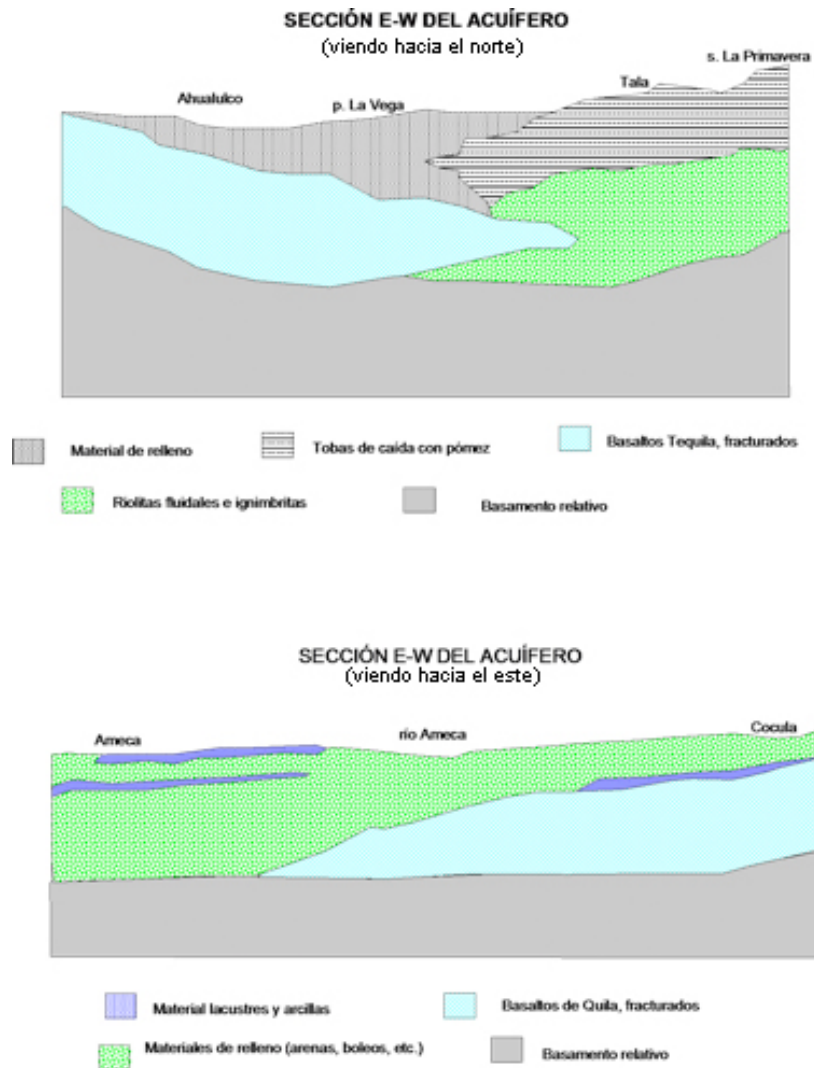 SECCIÓN E-W DEL ACUÍFERO
(viendo hacia el norte)
s. La Primavera
Tala
Ahualulco
p. La Vega
Material de relleno
Tobas de caída con pómez
Basaltos Tequila, fracturados
Riolitas fluidales e ignimbritas
Basamento relativo
SECCIÓN E-W DEL ACUÍFERO
(viendo hacia el este)
Ameca
río Ameca
Cocula
Material lacustres y arcillas
Basaltos de Quila, fracturados
Materiales de relleno (arenas, boleos, etc.)
Basamento relativo